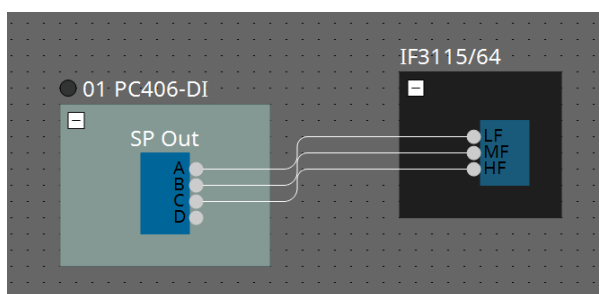 IF3115/64
01 PC406-DI
SP Out
A
B
C
D
LF
MF
HF